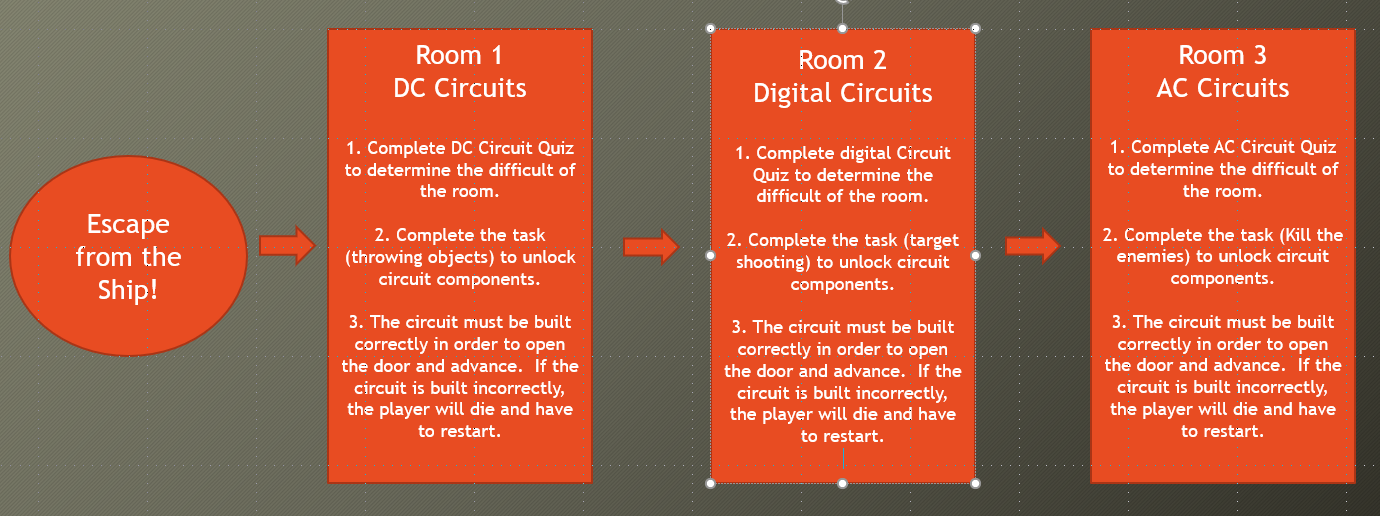 Escape
from the
Ship!
Room 1
DC Circuits
1. Complete DC Circuit Quiz
to determine the difficult of
the room.
2. Complete the task
(throwing objects) to unlock
circuit components.
3. The circuit must be built
correctly in order to open
the door and advance.  If the
circuit is built incorrectly,
the player will die and have
to restart.
Room 2
Digital Circuits
1. Complete digital Circuit
Quiz to determine the
difficult of the room.
2. Complete the task (target
shooting) to unlock circuit
components.
3. The circuit must be built
correctly in order to open
the door and advance.  If the
circuit is built incorrectly,
the player will die and have
to restart.
Room 3
AC Circuits
1. Complete AC Circuit Quiz
to determine the difficult of
the room.
2. Complete the task (Kill the
enemies) to unlock circuit
components.
3. The circuit must be built
correctly in order to open
the door and advance.  If the
circuit is built incorrectly,
the player will die and have
to restart.